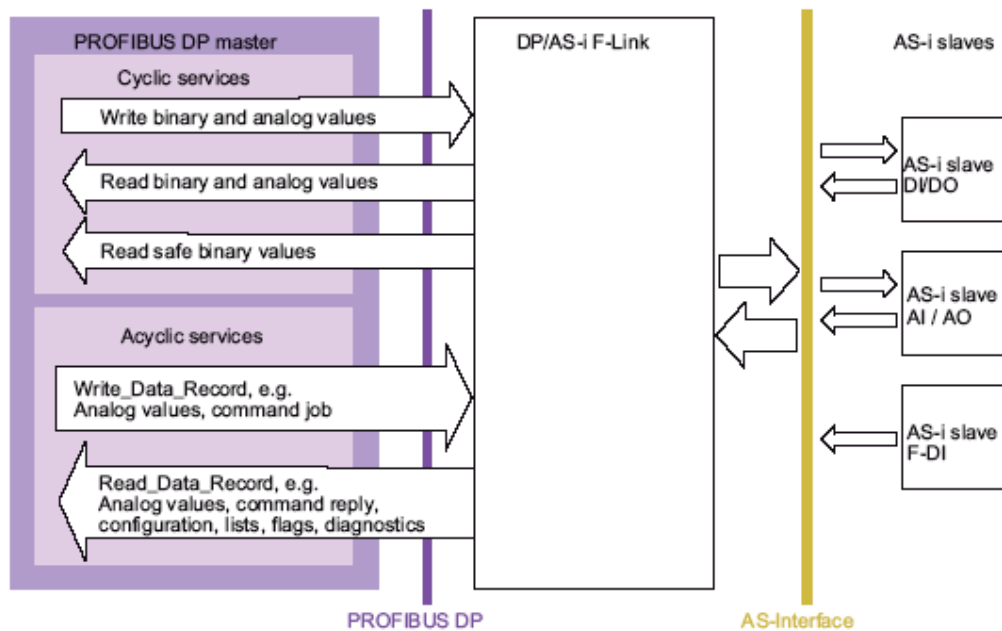 PROFIBUS DP master
Cyclic services
Write binary and analog values
Read binary and analog values
Read safe binary values
Acyclic services
Write_Data_Record, e.g.
Analog values, command job
Read_Data_Record, e.g.
Analog values, command reply,
configuration, lists, flags, diagnostics
PROFIBUS DP
DP/AS-i F-Link
AS-Interface
AS-i slaves
AS-i slave
DI/DO
AS-i slave
AI / AO
AS-i slave
F-DI